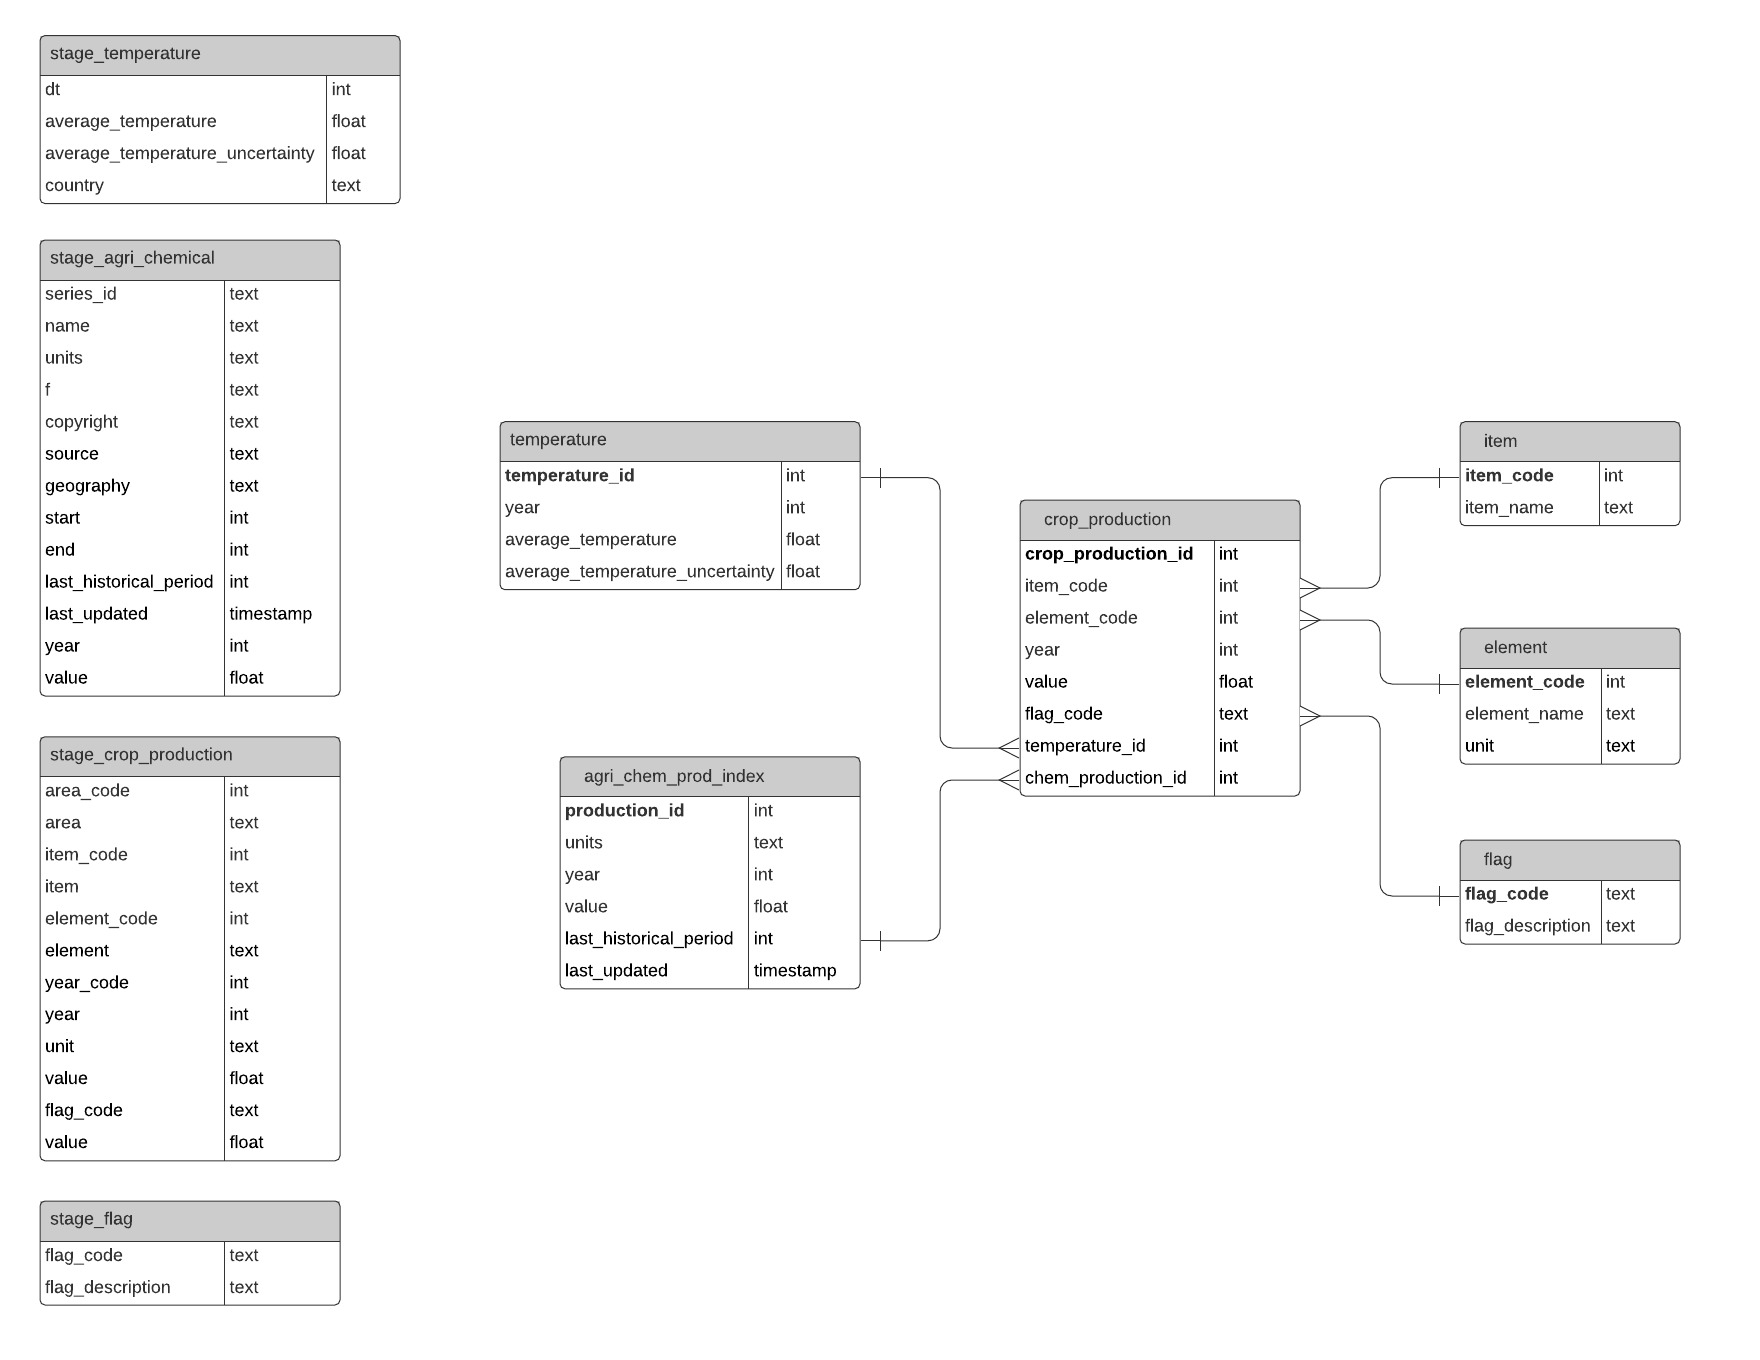 stage_temperature
dt int
average_temperature float
average_temperature_uncertainty float
country text
stage_agri_chemical
series_id text
name text
units text
f text
copyright text
source text
geography text
start int
end int
last_historical_period int
last_updated timestamp
year int
value float
stage_crop_production
area_code int
area text
item_code int
item text
element_code int
element text
year_code int
year int
unit text
value float
flag_code text
value float
stage_flag
flag_code text
flag_description text
temperature
temperature_id int
year int
average_temperature float
average_temperature_uncertainty float
agri_chem_prod_index
production_id int
units text
year int
value float
last_historical_period int
last_updated timestamp
crop_production
crop_production_id int
item_code int
element_code int
year int
value float
flag_code text
temperature_id int
chem_production_id int
item
item_code int
item_name text
element
element_code int
element_name text
unit text
flag
flag_code text
flag_description text